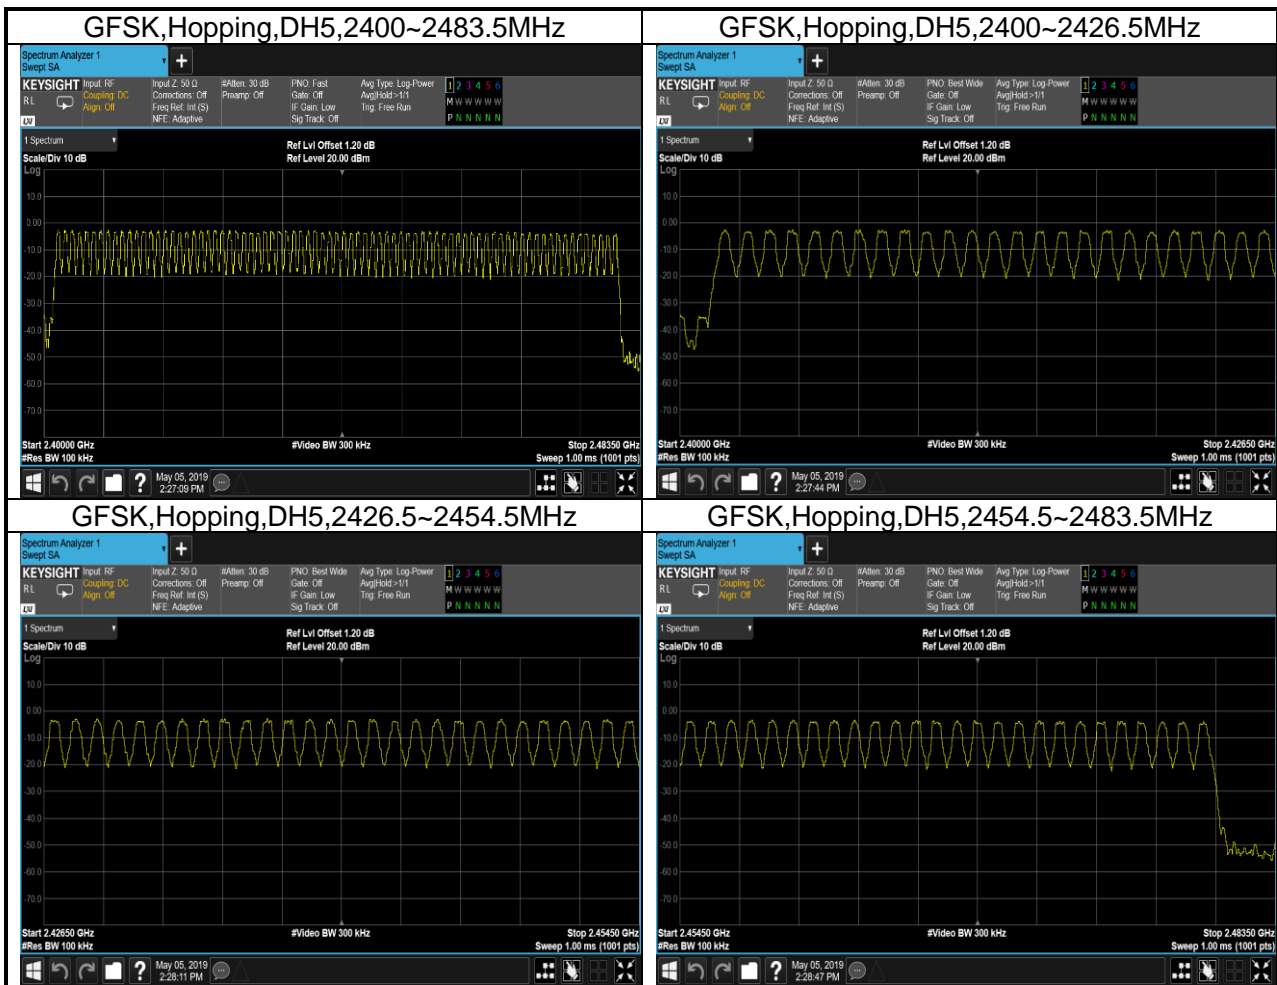 GFSK,Hopping,DH5,2400~2483.5MHz
Spectrum Analyzer 1
Swept SA
KEYSIGHT Input: RF Input Z: 50 Ω #Atten: 30 dB PNO: Fast Avg Type: Log-Power 1 2 3 4 5 6
RL Coupling: DC Corrections: Off Preamp: Off Gate: Off Avg|Hold:>1/1 M W W W W W
Align: Off Freq Ref: Int (S) IF Gain: Low Trig: Free Run
NFE: Adaptive Sig Track: Off P N N N N N
1 Spectrum
Ref Lvl Offset 1.20 dB
Scale/Div 10 dB Ref Level 20.00 dBm
Log
10.0
0.00
-10.0
-20.0
-30.0
-40.0
-50.0
-60.0
-70.0
Start 2.40000 GHz #Video BW 300 kHz Stop 2.48350 GHz
#Res BW 100 kHz Sweep 1.00 ms (1001 pts)
May 05, 2019
2:27:09 PM
GFSK,Hopping,DH5,2400~2426.5MHz
Spectrum Analyzer 1
Swept SA
KEYSIGHT Input: RF Input Z: 50 Ω #Atten: 30 dB PNO: Best Wide Avg Type: Log-Power 1 2 3 4 5 6
RL Coupling: DC Corrections: Off Preamp: Off Gate: Off Avg|Hold:>1/1 M W W W W W
Align: Off Freq Ref: Int (S) IF Gain: Low Trig: Free Run
NFE: Adaptive Sig Track: Off P N N N N N
1 Spectrum
Ref Lvl Offset 1.20 dB
Scale/Div 10 dB Ref Level 20.00 dBm
Log
10.0
0.00
-10.0
-20.0
-30.0
-40.0
-50.0
-60.0
-70.0
Start 2.40000 GHz #Video BW 300 kHz Stop 2.42650 GHz
#Res BW 100 kHz Sweep 1.00 ms (1001 pts)
May 05, 2019
2:27:44 PM
GFSK,Hopping,DH5,2426.5~2454.5MHz
Spectrum Analyzer 1
Swept SA
KEYSIGHT Input: RF Input Z: 50 Ω #Atten: 30 dB PNO: Best Wide Avg Type: Log-Power 1 2 3 4 5 6
RL Coupling: DC Corrections: Off Preamp: Off Gate: Off Avg|Hold:>1/1 M W W W W W
Align: Off Freq Ref: Int (S) IF Gain: Low Trig: Free Run
NFE: Adaptive Sig Track: Off P N N N N N
1 Spectrum
Ref Lvl Offset 1.20 dB
Scale/Div 10 dB Ref Level 20.00 dBm
Log
10.0
0.00
-10.0
-20.0
-30.0
-40.0
-50.0
-60.0
-70.0
Start 2.42650 GHz #Video BW 300 kHz Stop 2.45450 GHz
#Res BW 100 kHz Sweep 1.00 ms (1001 pts)
May 05, 2019
2:28:11 PM
GFSK,Hopping,DH5,2454.5~2483.5MHz
Spectrum Analyzer 1
Swept SA
KEYSIGHT Input: RF Input Z: 50 Ω #Atten: 30 dB PNO: Best Wide Avg Type: Log-Power 1 2 3 4 5 6
RL Coupling: DC Corrections: Off Preamp: Off Gate: Off Avg|Hold:>1/1 M W W W W W
Align: Off Freq Ref: Int (S) IF Gain: Low Trig: Free Run
NFE: Adaptive Sig Track: Off P N N N N N
1 Spectrum
Ref Lvl Offset 1.20 dB
Scale/Div 10 dB Ref Level 20.00 dBm
Log
10.0
0.00
-10.0
-20.0
-30.0
-40.0
-50.0
-60.0
-70.0
Start 2.45450 GHz #Video BW 300 kHz Stop 2.48350 GHz
#Res BW 100 kHz Sweep 1.00 ms (1001 pts)
May 05, 2019
2:28:47 PM